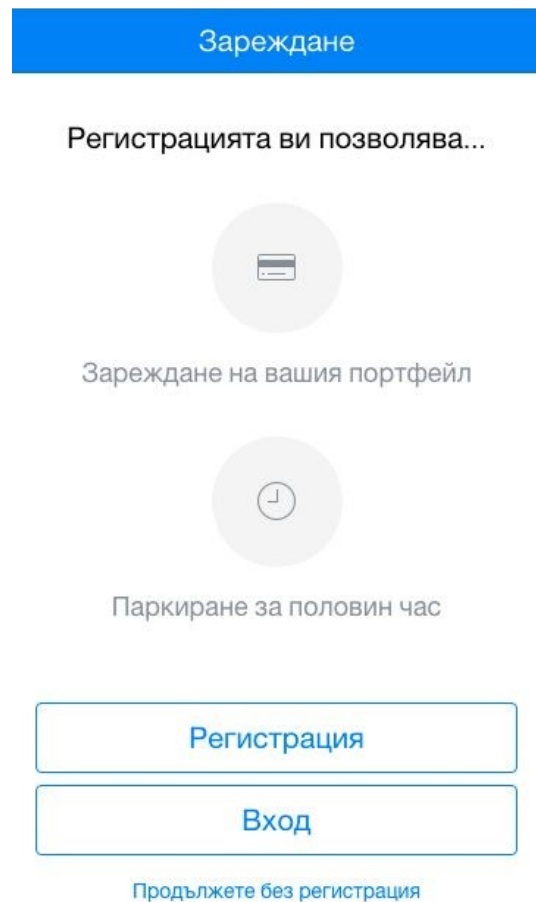 Зареждане
Регистрацията ви позволява...
Зареждане на вашия портфейл
Паркиране за половин час
Регистрация
Вход
Продължете без регистрация